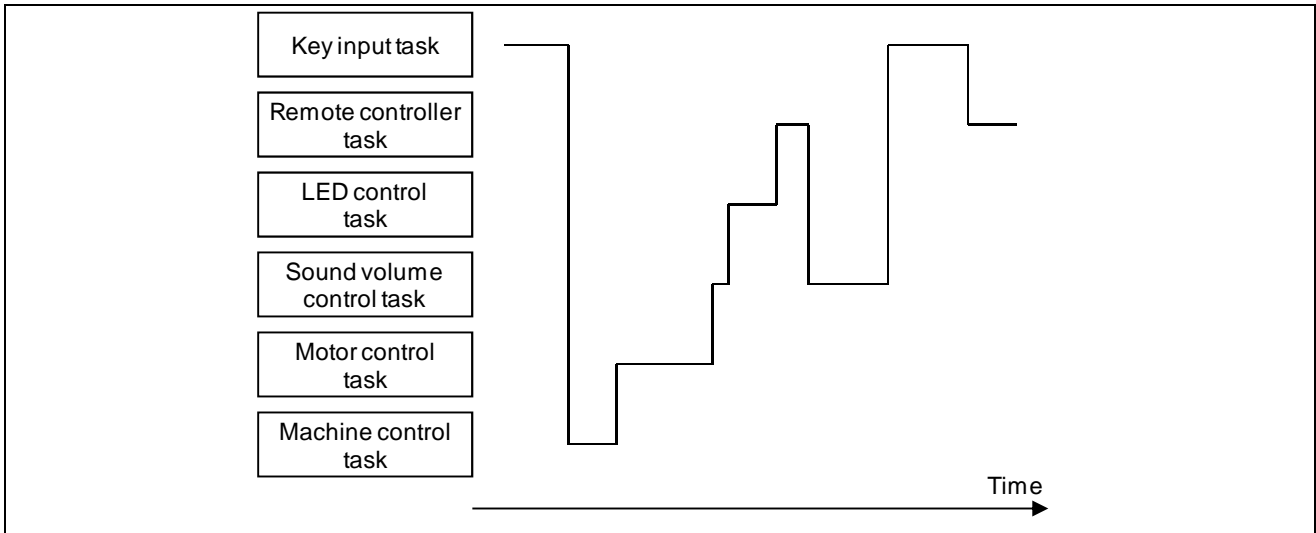 Key input task
Remote controller
task
LED control
task
Sound volume
control task
Motor control
task
Machine control
task
Time